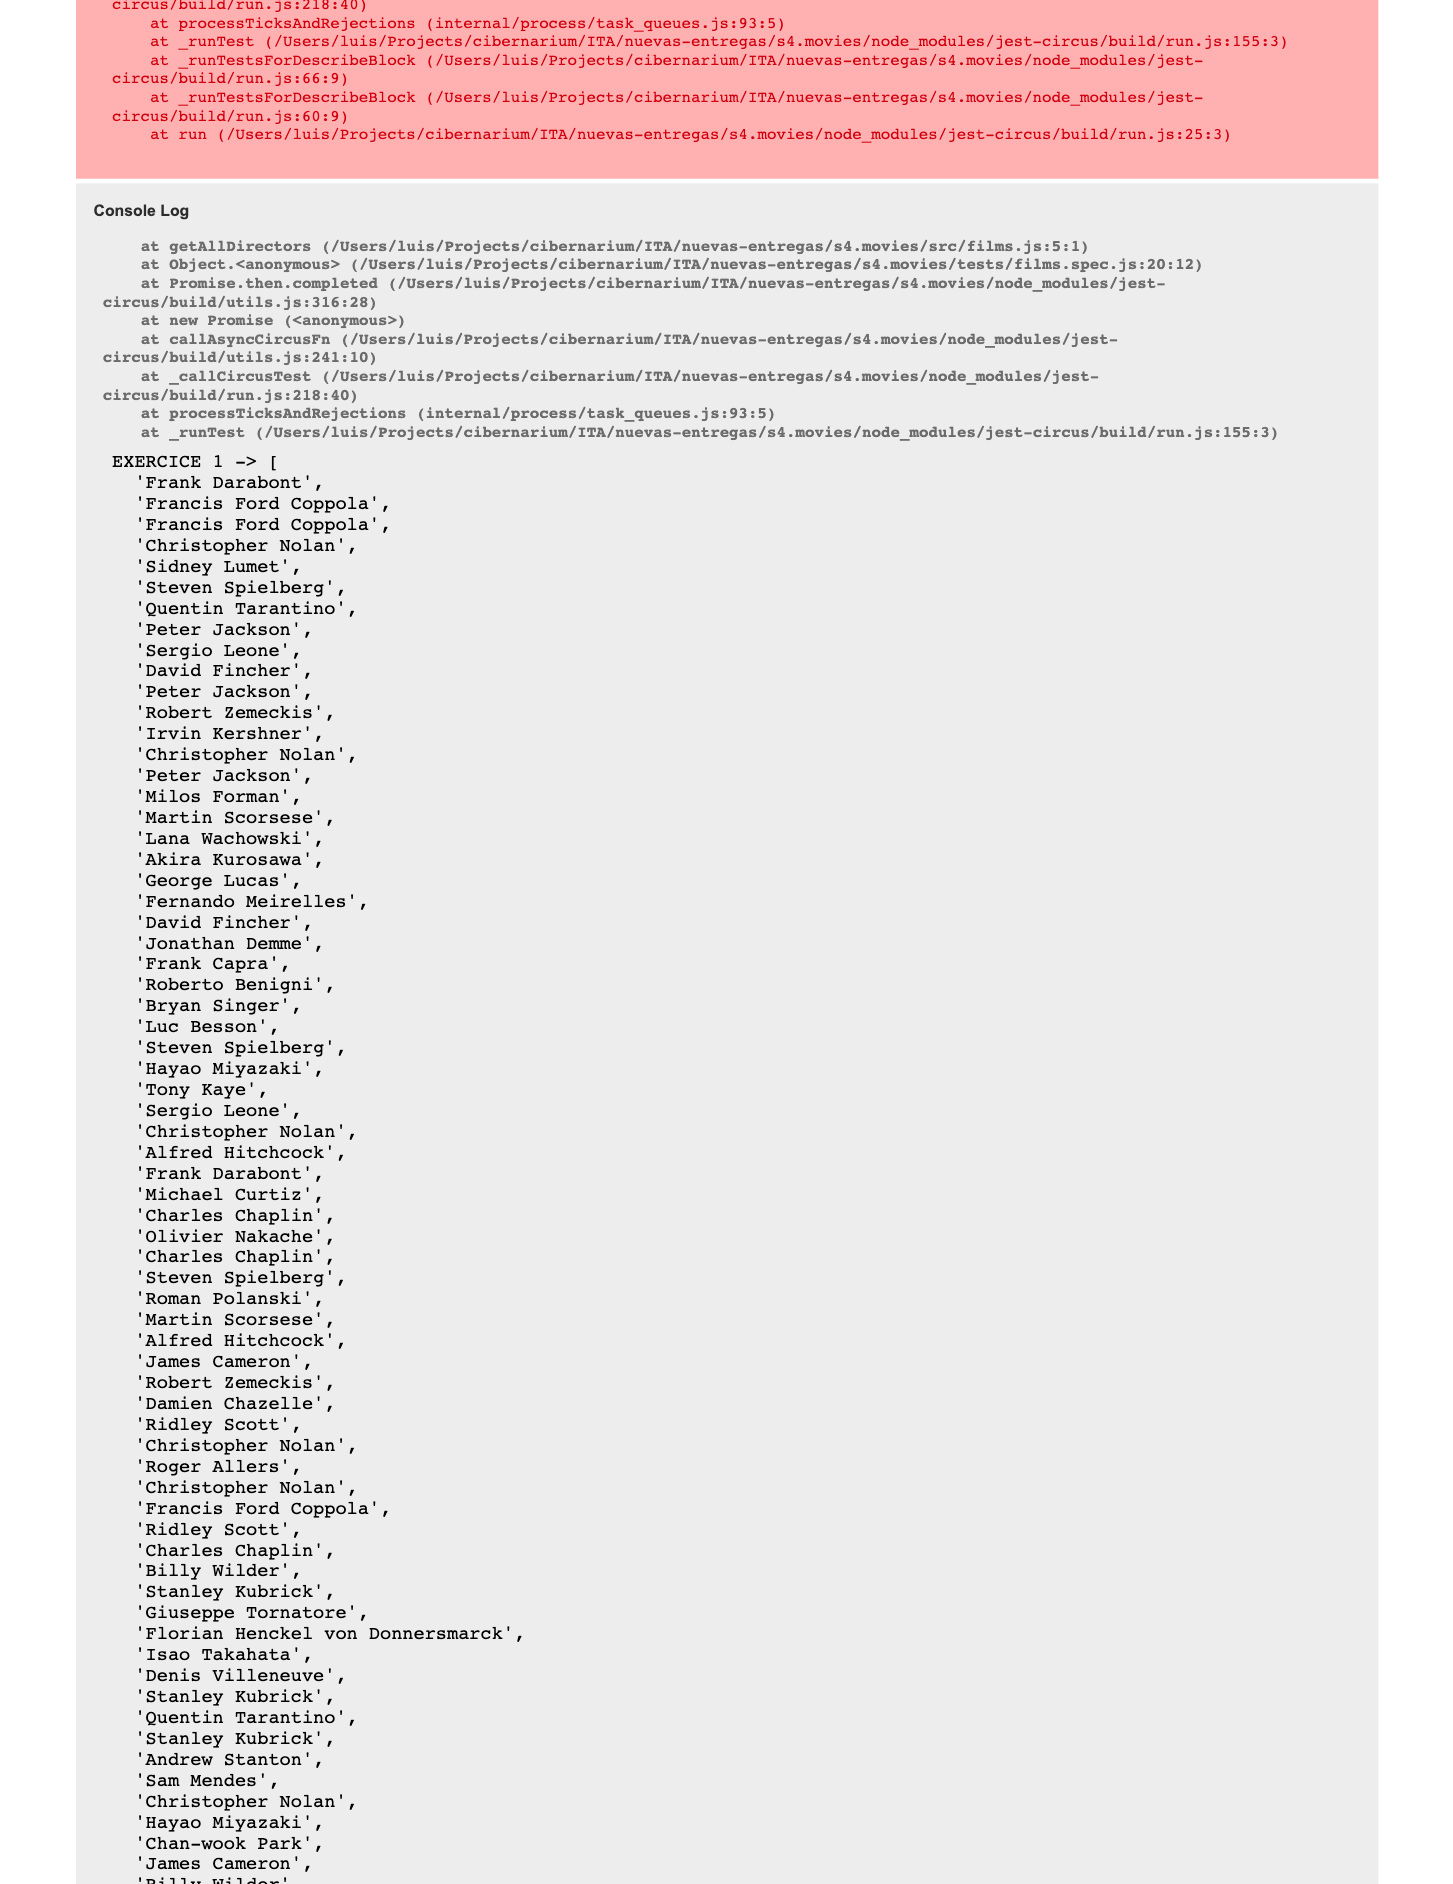 circus/build/run.js:218:40)
at processTicksAndRejections (internal/process/task_queues.js:93:5)
at _runTest (/Users/luis/Projects/cibernarium/ITA/nuevas-entregas/s4.movies/node_modules/jest-circus/build/run.js:155:3)
at _runTestsForDescribeBlock (/Users/luis/Projects/cibernarium/ITA/nuevas-entregas/s4.movies/node_modules/jest-
circus/build/run.js:66:9)
at _runTestsForDescribeBlock (/Users/luis/Projects/cibernarium/ITA/nuevas-entregas/s4.movies/node_modules/jest-
circus/build/run.js:60:9)
at run (/Users/luis/Projects/cibernarium/ITA/nuevas-entregas/s4.movies/node_modules/jest-circus/build/run.js:25:3)
Console Log
at getAllDirectors (/Users/luis/Projects/cibernarium/ITA/nuevas-entregas/s4.movies/src/films.js:5:1)
at Object.<anonymous> (/Users/luis/Projects/cibernarium/ITA/nuevas-entregas/s4.movies/tests/films.spec.js:20:12)
at Promise.then.completed (/Users/luis/Projects/cibernarium/ITA/nuevas-entregas/s4.movies/node_modules/jest-
circus/build/utils.js:316:28)
at new Promise (<anonymous>)
at callAsyncCircusFn (/Users/luis/Projects/cibernarium/ITA/nuevas-entregas/s4.movies/node_modules/jest-
circus/build/utils.js:241:10)
at _callCircusTest (/Users/luis/Projects/cibernarium/ITA/nuevas-entregas/s4.movies/node_modules/jest-
circus/build/run.js:218:40)
at processTicksAndRejections (internal/process/task_queues.js:93:5)
at _runTest (/Users/luis/Projects/cibernarium/ITA/nuevas-entregas/s4.movies/node_modules/jest-circus/build/run.js:155:3)
EXERCICE 1 -> [
'Frank Darabont',
'Francis Ford Coppola',
'Francis Ford Coppola',
'Christopher Nolan',
'Sidney Lumet',
'Steven Spielberg',
'Quentin Tarantino',
'Peter Jackson',
'Sergio Leone',
'David Fincher',
'Peter Jackson',
'Robert Zemeckis',
'Irvin Kershner',
'Christopher Nolan',
'Peter Jackson',
'Milos Forman',
'Martin Scorsese',
'Lana Wachowski',
'Akira Kurosawa',
'George Lucas',
'Fernando Meirelles',
'David Fincher',
'Jonathan Demme',
'Frank Capra',
'Roberto Benigni',
'Bryan Singer',
'Luc Besson',
'Steven Spielberg',
'Hayao Miyazaki',
'Tony Kaye',
'Sergio Leone',
'Christopher Nolan',
'Alfred Hitchcock',
'Frank Darabont',
'Michael Curtiz',
'Charles Chaplin',
'Olivier Nakache',
'Charles Chaplin',
'Steven Spielberg',
'Roman Polanski',
'Martin Scorsese',
'Alfred Hitchcock',
'James Cameron',
'Robert Zemeckis',
'Damien Chazelle',
'Ridley Scott',
'Christopher Nolan',
'Roger Allers',
'Christopher Nolan',
'Francis Ford Coppola',
'Ridley Scott',
'Charles Chaplin',
'Billy Wilder',
'Stanley Kubrick',
'Giuseppe Tornatore',
'Florian Henckel von Donnersmarck',
'Isao Takahata',
'Denis Villeneuve',
'Stanley Kubrick',
'Quentin Tarantino',
'Stanley Kubrick',
'Andrew Stanton',
'Sam Mendes',
'Christopher Nolan',
'Hayao Miyazaki',
'Chan-wook Park',
'James Cameron',
'Billy Wilder'